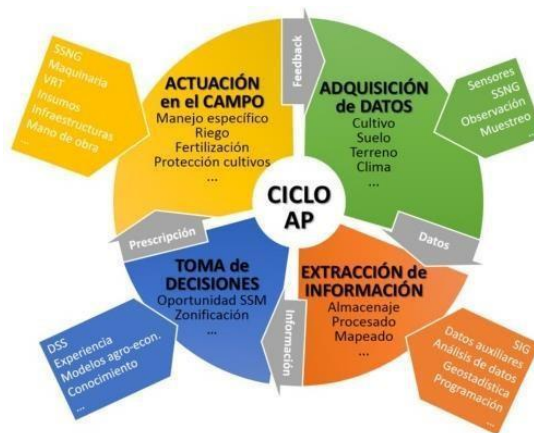 SSNG
Maquinaria
VRT
Insumos
Infraestructuras
Mano de obra
...
ACTUACIÓN
en el CAMPO
Manejo específico
Riego
Fertilización
Protección cultivos
...
Feedback
ADQUISICIÓN
de DATOS
Cultivo
Suelo
Terreno
Clima
...
Sensores
SSNG
Observación
Muestreo
...
CICLO
AP
Prescripción
Datos
TOMA de
DECISIONES
Oportunidad SSM
Zonificación
...
Información
EXTRACCIÓN de
INFORMACIÓN
Almacenaje
Procesado
Mapeado
...
DSS
Experiencia
Modelos agro-econ.
Conocimiento
...
SIG
Datos auxiliares
Análisis de datos
Geostadística
Programación
...